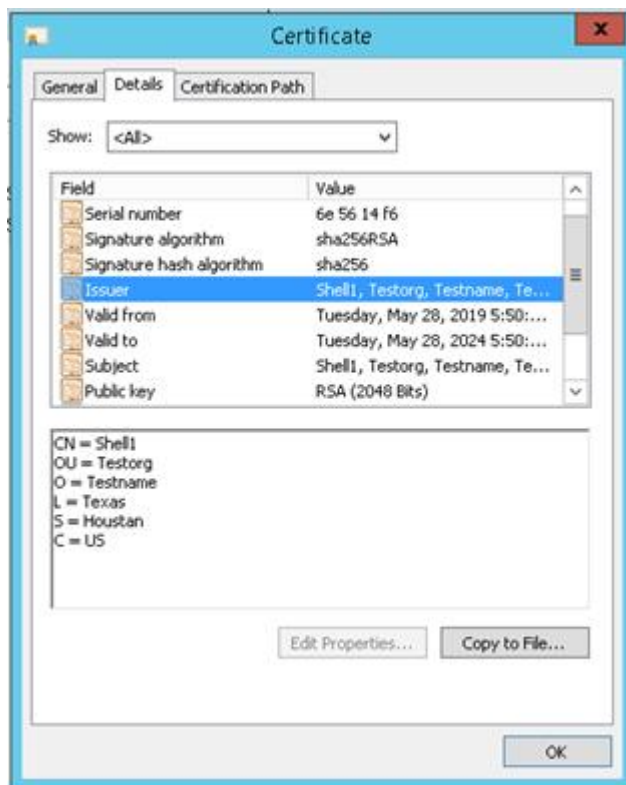 Certificate
General Details Certification Path
Show: <All>
Field Value
Serial number 6e 56 14 f6
Signature algorithm sha256RSA
Signature hash algorithm sha256
Issuer Shell1, Testorg, Testname, Te...
Valid from Tuesday, May 28, 2019 5:50:...
Valid to Tuesday, May 28, 2024 5:50:...
Subject Shell1, Testorg, Testname, Te...
Public key RSA (2048 Bits)
CN = Shell1
OU = Testorg
O = Testname
L = Texas
S = Houstan
C = US
Edit Properties... Copy to File...
OK